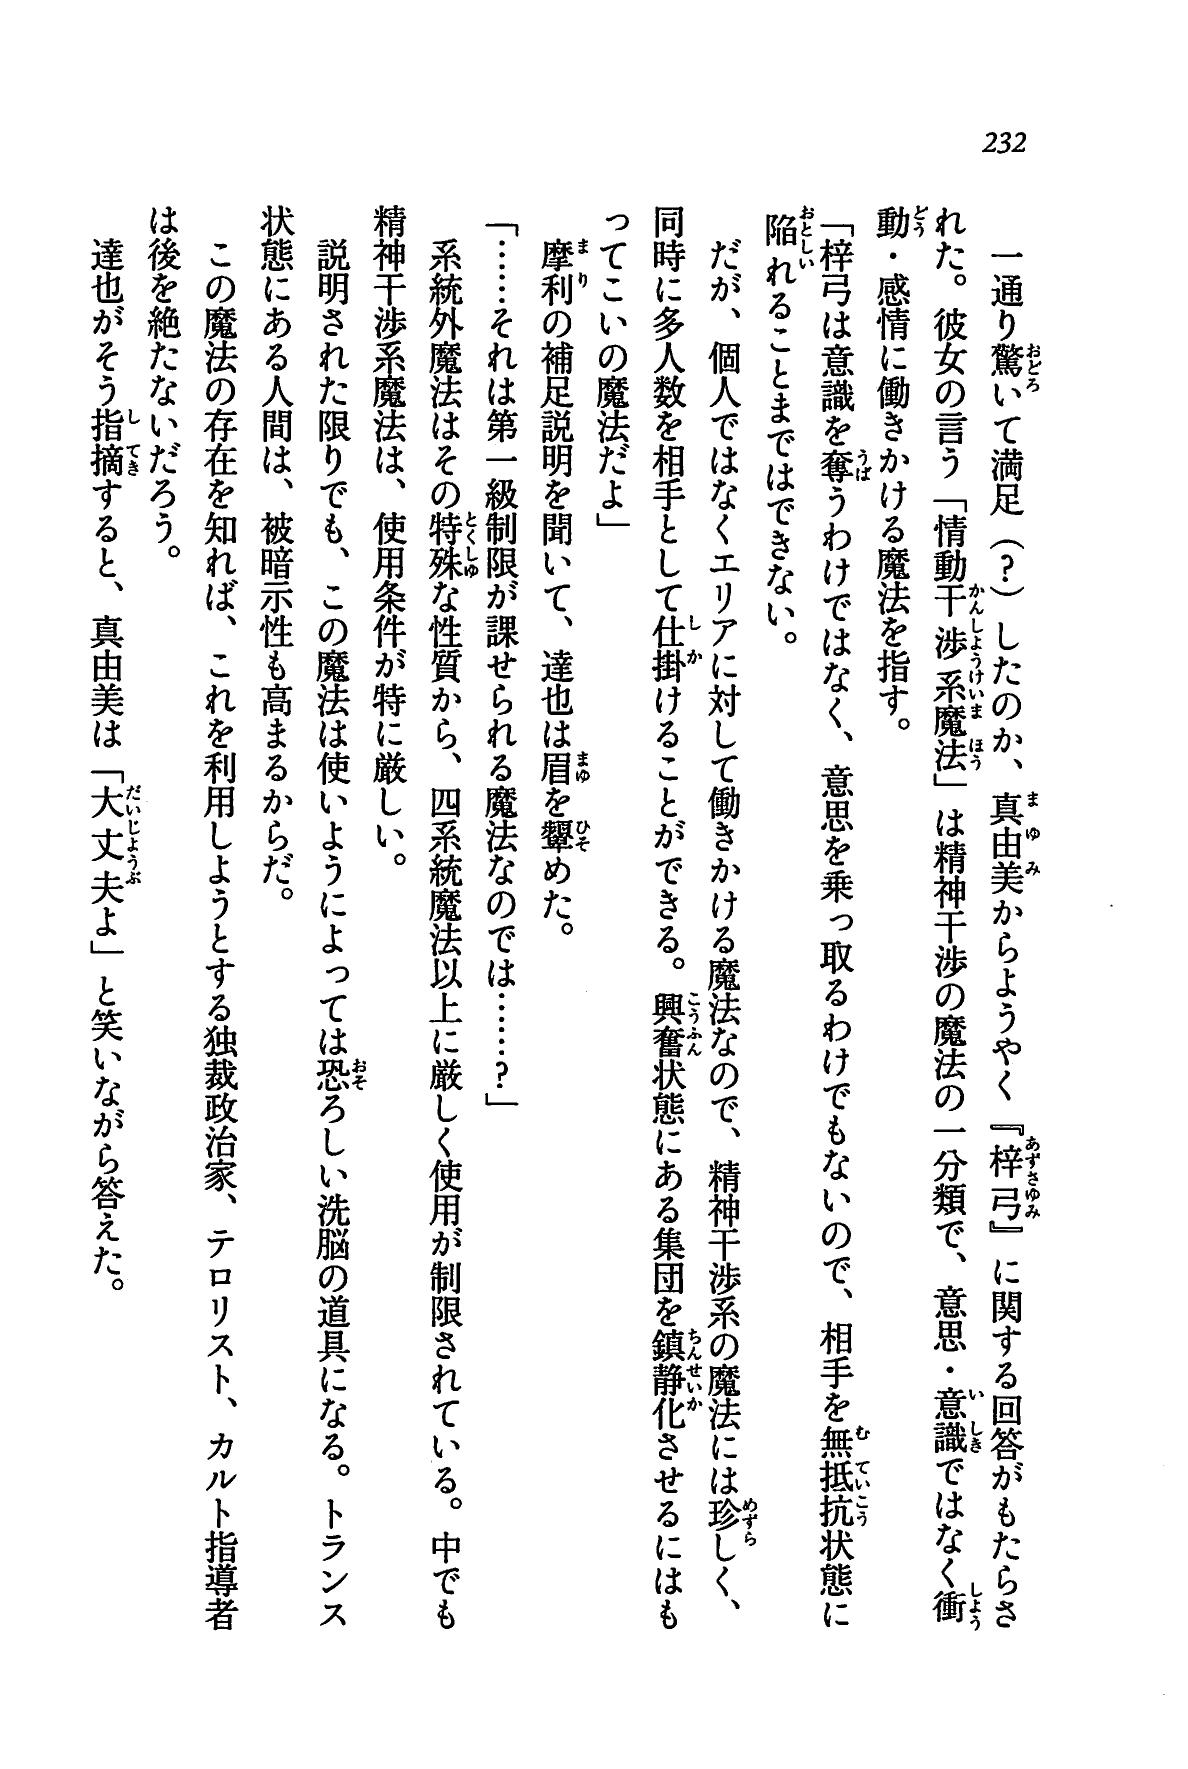 232
一通り驚いて満足（？）したのか、真由美からようやく『梓弓』に関する回答がもたらさ
れた。彼女の言う「情動干渉系魔法」は精神干渉の魔法の一分類で、意思・意識ではなく衝
動・感情に働きかける魔法を指す。
「梓弓は意識を奪うわけではなく、意思を乗っ取るわけでもないので、相手を無抵抗状態に
陥れることまではできない。
だが、個人ではなくエリアに対して働きかける魔法なので、精神干渉系の魔法には珍しく、
同時に多人数を相手として仕掛けることができる。興奮状態にある集団を鎮静化させるにはも
ってこいの魔法だよ」
摩利の補足説明を聞いて、達也は眉を顰めた。
「……それは第一級制限が課せられる魔法なのでは……？」
系統外魔法はその特殊な性質から、四系統魔法以上に厳しく使用が制限されている。中でも
精神干渉系魔法は、使用条件が特に厳しい。
説明された限りでも、この魔法は使いようによっては恐ろしい洗脳の道具になる。トランス
状態にある人間は、被暗示性も高まるからだ。
この魔法の存在を知れば、これを利用しようとする独裁政治家、テロリスト、カルト指導者
は後を絶たないだろう。
達也がそう指摘すると、真由美は「大丈夫よ」と笑いながら答えた。